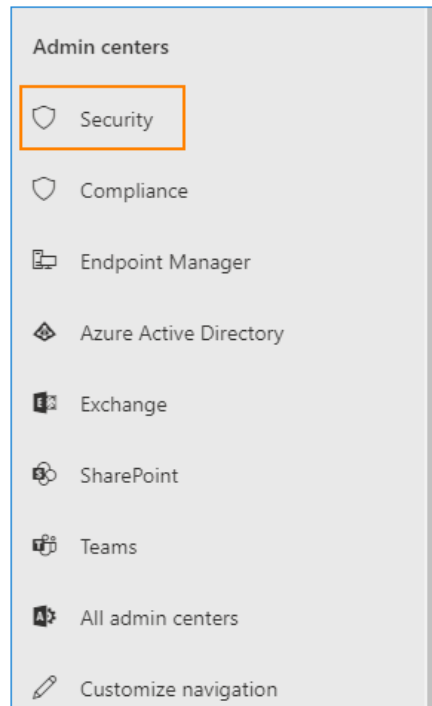 Admin centers
Security
Compliance
Endpoint Manager
Azure Active Directory
Exchange
SharePoint
Teams
All admin centers
Customize navigation